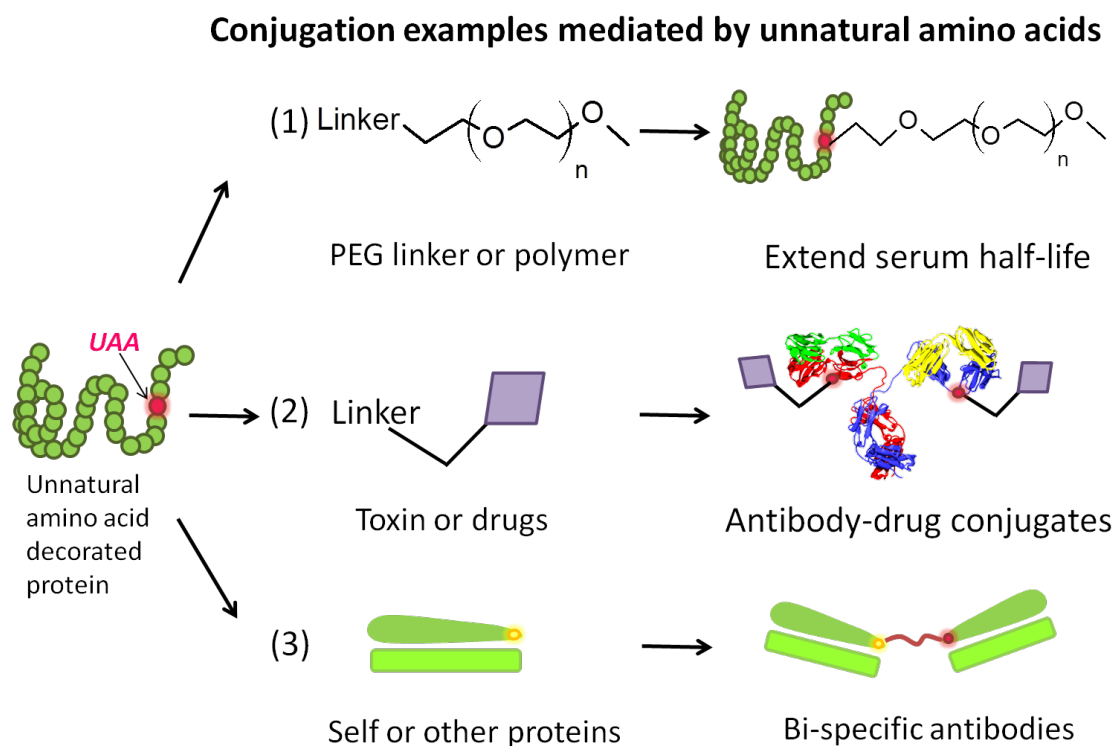 Conjugation examples mediated by unnatural amino acids
(1) Linker O O n
O O O n
PEG linker or polymer
Extend serum half-life
UAA
Unnatural
amino acid
decorated
protein
(2) Linker
Toxin or drugs
Antibody-drug conjugates
(3)
Self or other proteins
Bi-specific antibodies